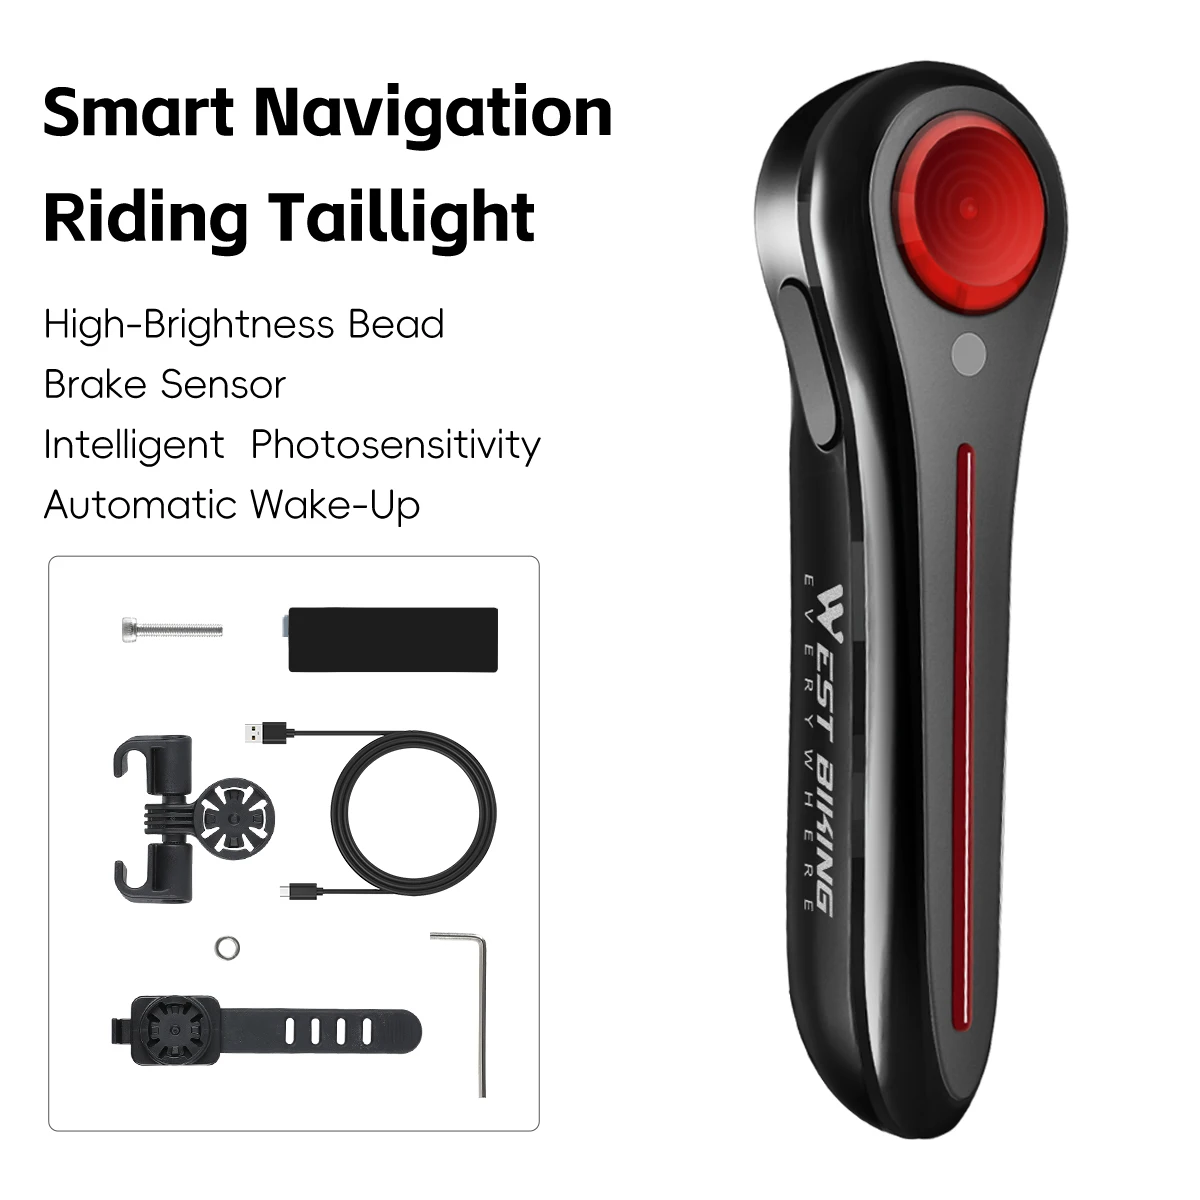 Smart Navigation
Riding Taillight
High-Brightness Bead
Brake Sensor
Intelligent Photosensitivity
Automatic Wake-Up
WEST BIKING
EVERYWHERE